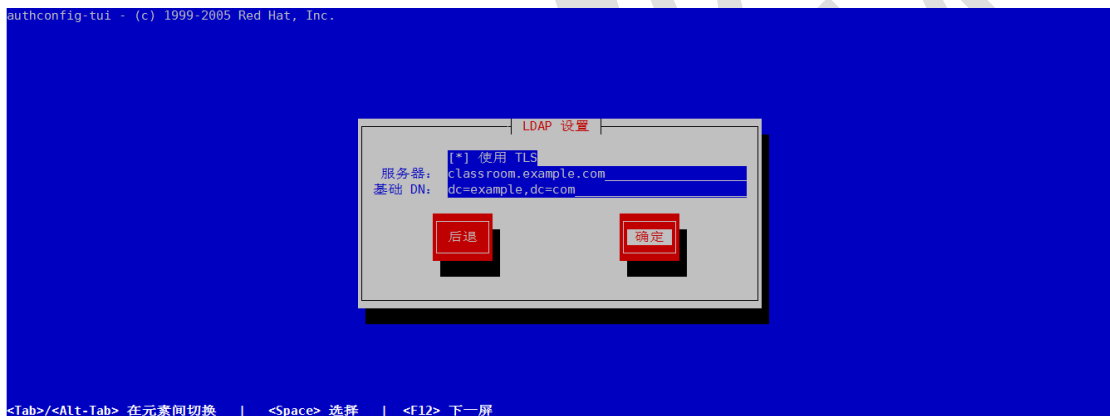 authconfig-tui - (c) 1999-2005 Red Hat, Inc.
LDAP 设置
[*] 使用 TLS
服务器: classroom.example.com
基础 DN: dc=example,dc=com
后退 确定
<Tab>/<Alt-Tab> 在元素间切换 | <Space> 选择 | <F12> 下一屏